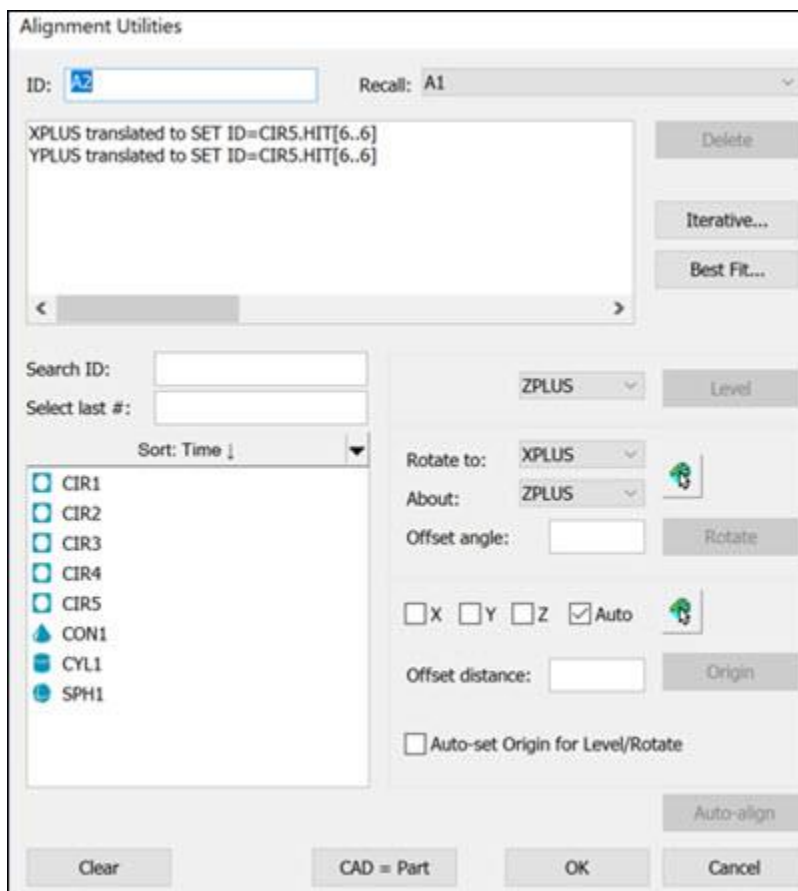 Alignment Utilities
ID: A2 Recall: A1
XPLUS translated to SET ID=CIR5.HIT[6..6]
YPLUS translated to SET ID=CIR5.HIT[6..6]
Delete
Iterative...
Best Fit...
Search ID:
Select last #:
Sort: Time ↓
CIR1
CIR2
CIR3
CIR4
CIR5
CON1
CYL1
SPH1
ZPLUS Level
Rotate to: XPLUS
About: ZPLUS
Offset angle: Rotate
X Y Z Auto
Offset distance: Origin
Auto-set Origin for Level/Rotate
Auto-align
Clear CAD = Part OK Cancel